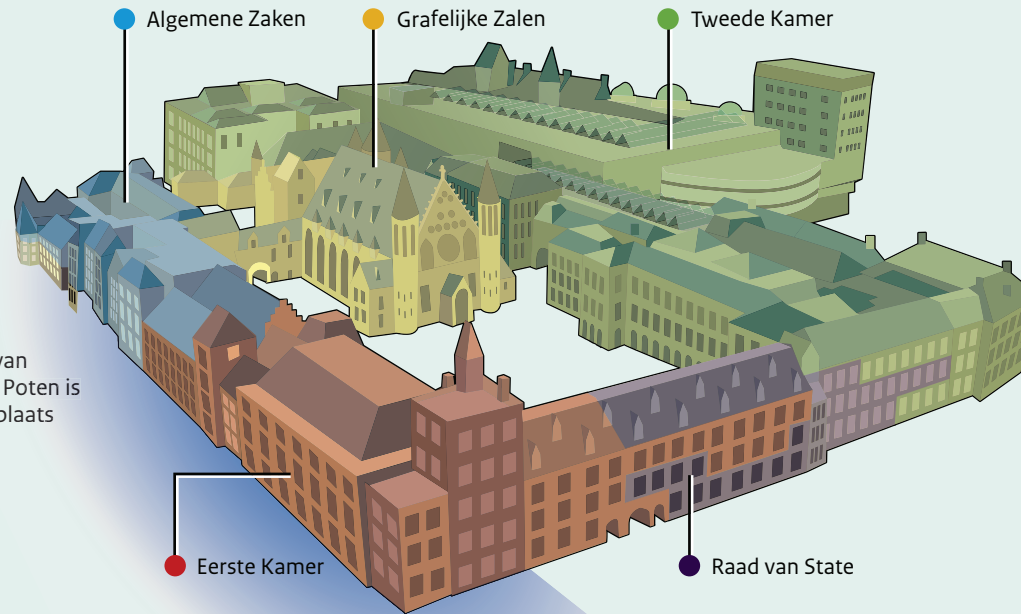 Algemene Zaken
Grafelijke Zalen
Tweede Kamer
van
Poten is
plaats
Eerste Kamer
Raad van State